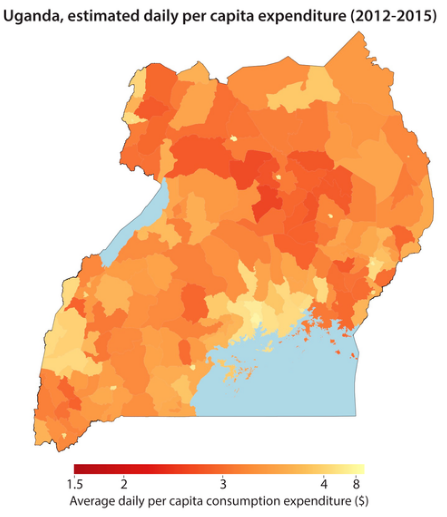 Uganda, estimated daily per capita expenditure (2012-2015)
1.5 2 3 4 8
Average daily per capita consumption expenditure ($)